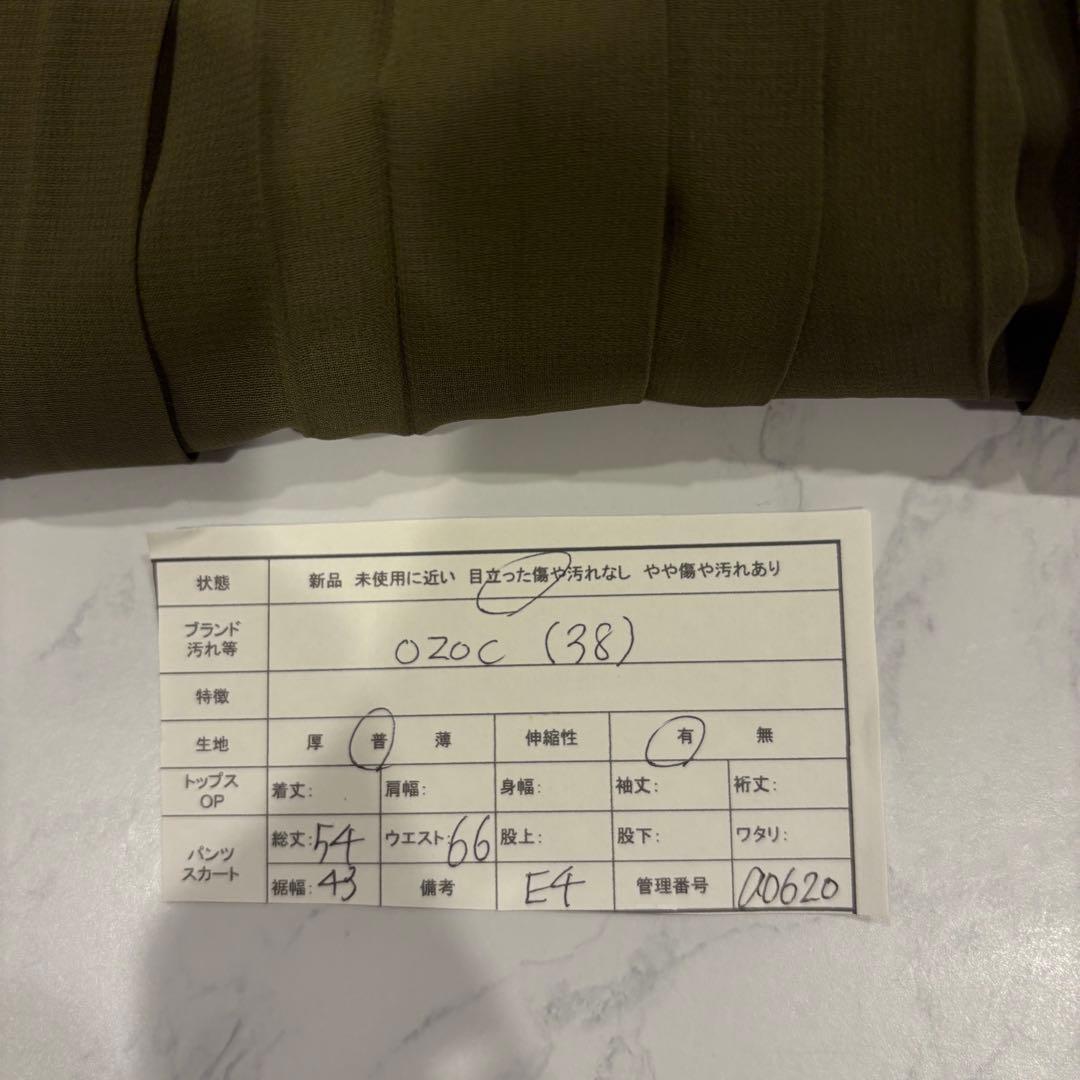 状態 新品 未使用に近い 目立った傷や汚れなし やや傷や汚れあり
ブランド
汚れ等
OZOC (38)
特徴
生地 厚 普 薄 伸縮性 有 無
トップス
OP
着丈: 肩幅: 身幅: 袖丈: 裄丈:
パンツ
スカート
総丈:54 ウエスト:66 股上: 股下: ワタリ:
裾幅:43 備考 E4 管理番号 a0620